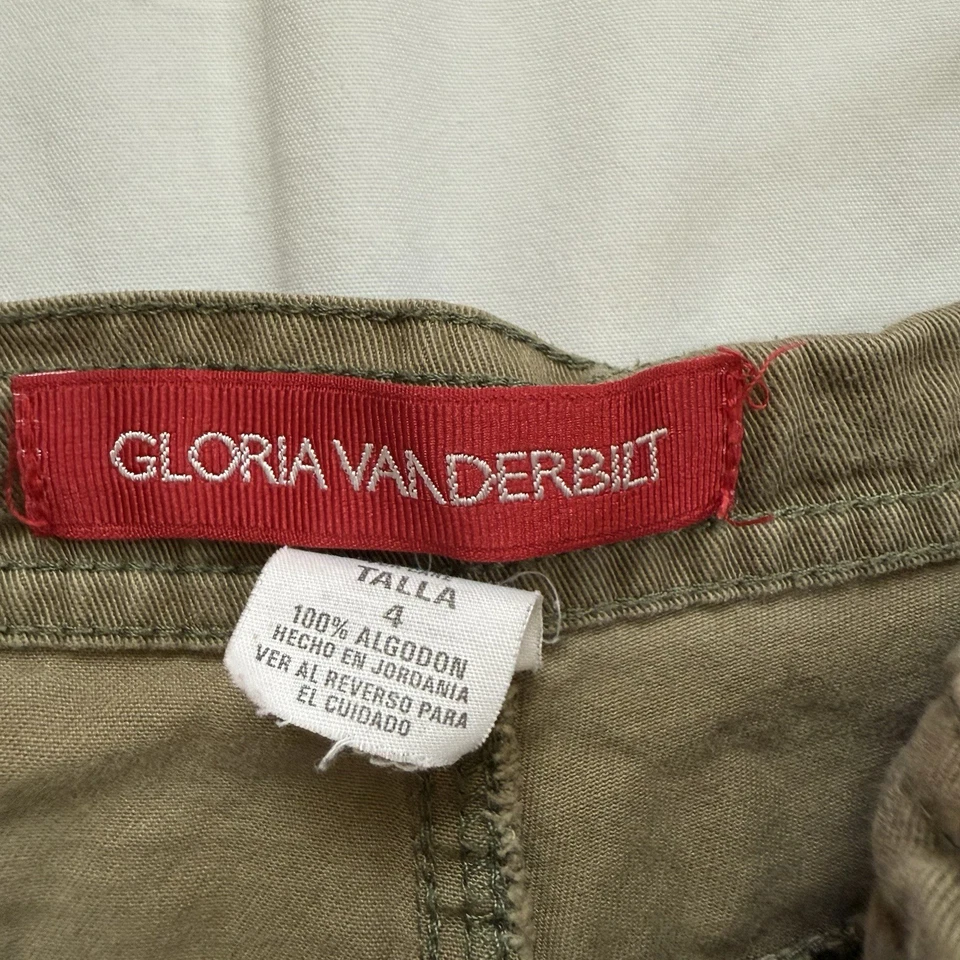 GLORIA VANDERBILT
TALLA
4
100% ALGODON
HECHO EN JORDANIA
VER AL REVERSO PARA
EL CUIDADO